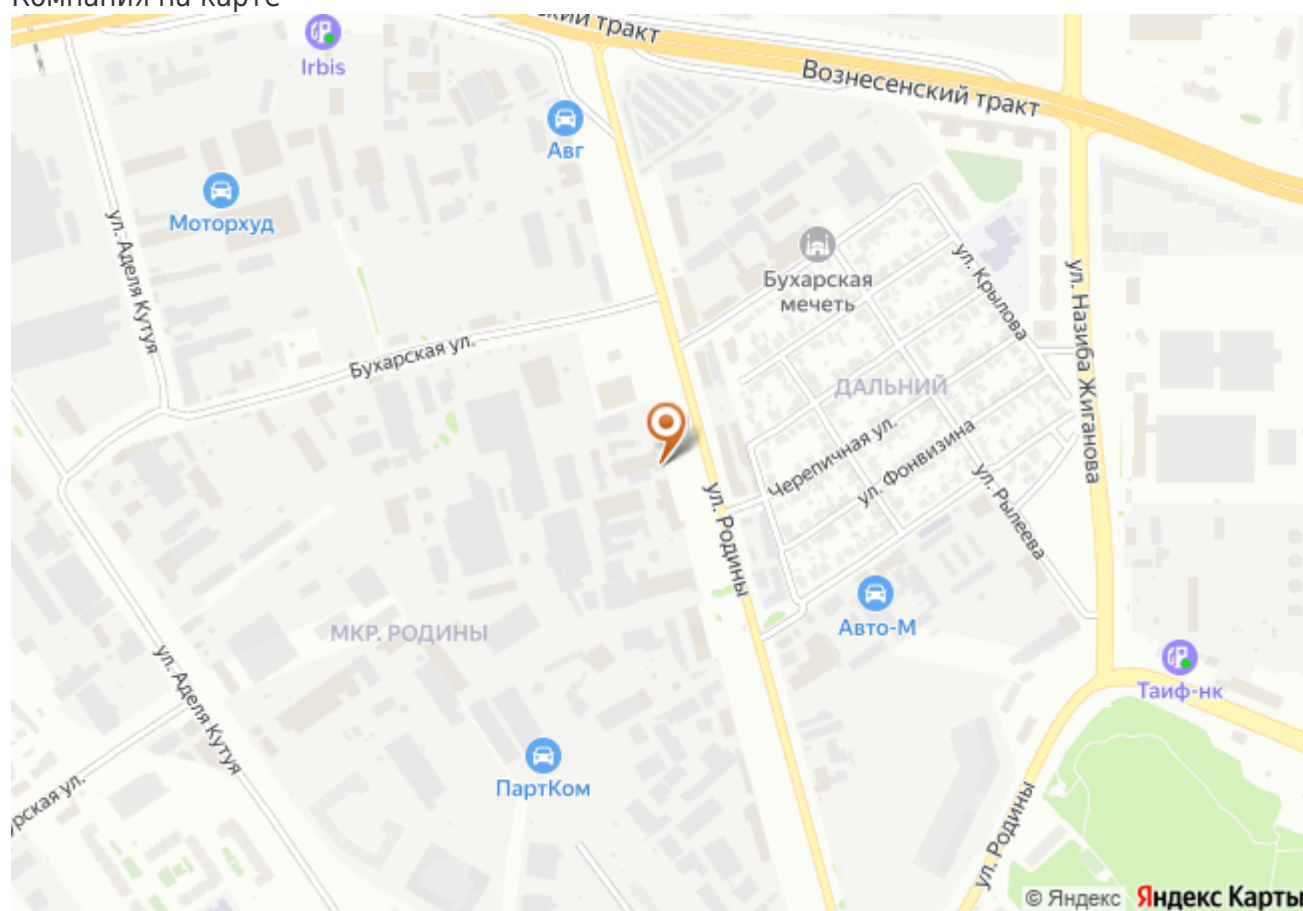 Компания на карте
ский тракт
Irbis
Вознесенский тракт
Авг
Моторхуд
ул. Аделя Кутуя
Бухарская
мечеть
ул. Крылова
ул. Назиба Жиганова
Бухарская ул.
ДАЛЬНИЙ
Черепичная ул.
ул. Фонвизина
ул. Рылеева
ул. Родины
Авто-М
МКР. РОДИНЫ
Таиф-нк
ул. Аделя Кутуя
ПартКом
урская ул.
ул. Родины
© Яндекс Яндекс Карты